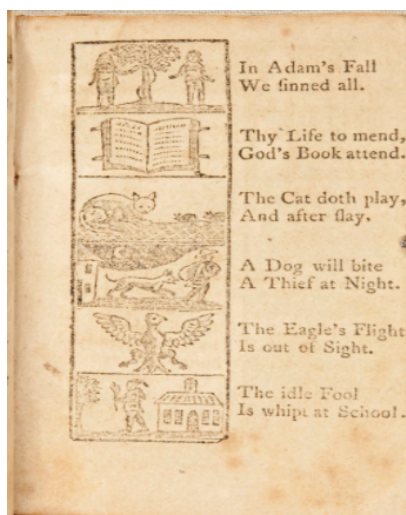 In Adam's Fall
We sinned all.
Thy Life to mend,
God's Book attend.
The Cat doth play,
And after slay.
A Dog will bite
A Thief at Night.
The Eagle's Flight
Is out of Sight.
The idle Fool
Is whipt at School.